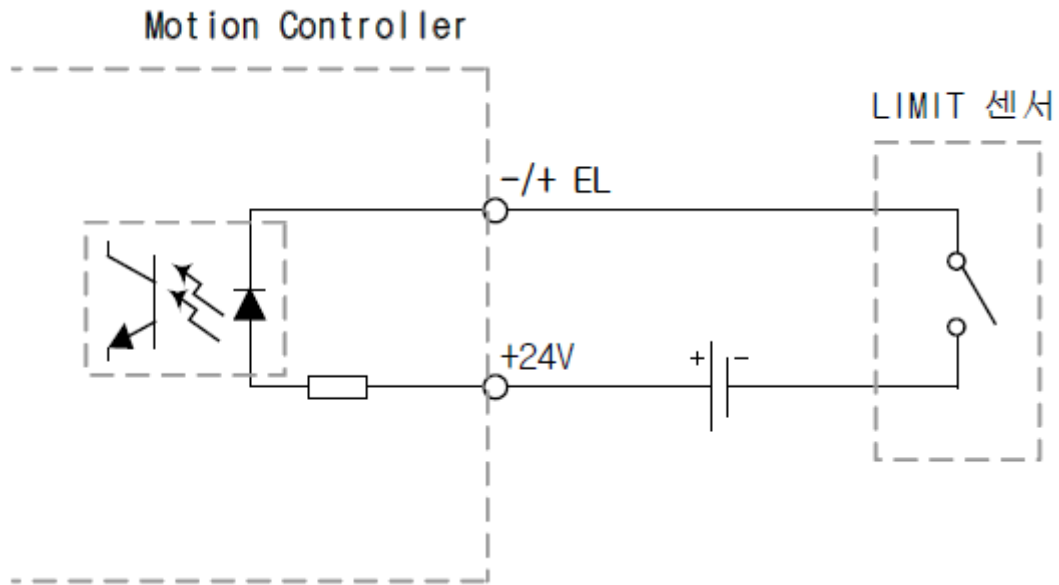 Motion Controller
LIMIT 센서
-/+ EL
+24V
+ -